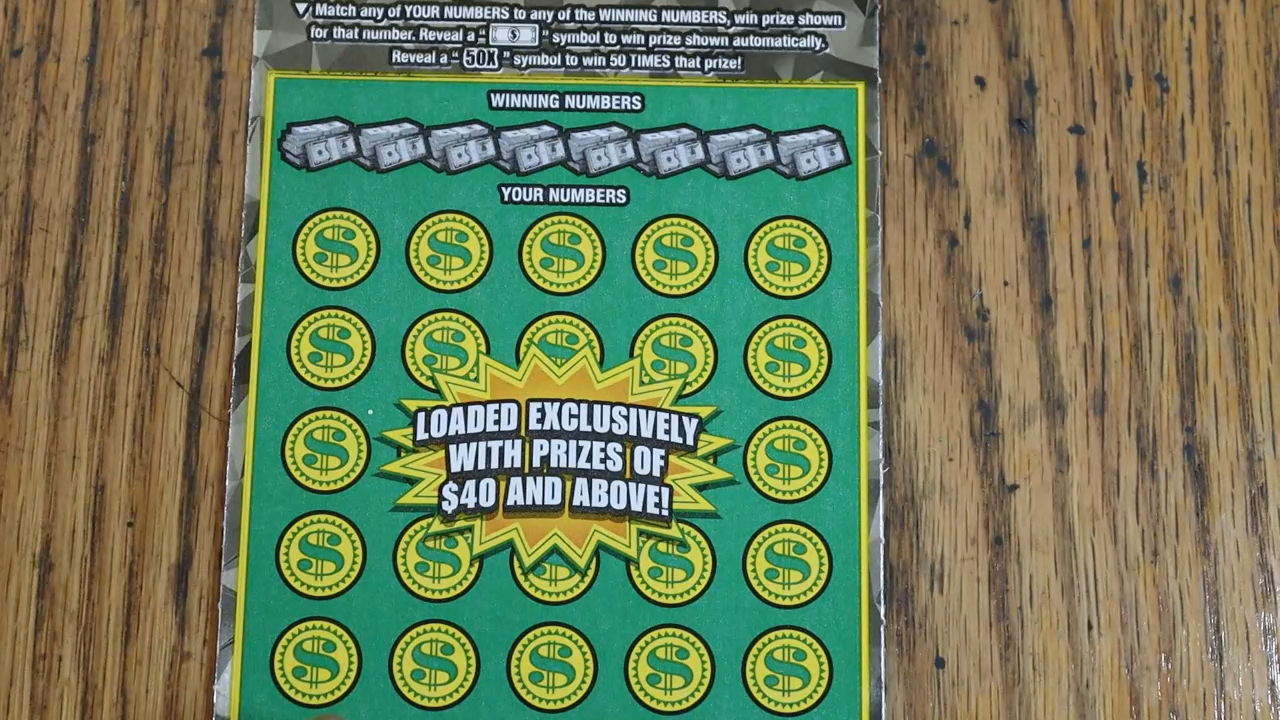 ▼ Match any of YOUR NUMBERS to any of the WINNING NUMBERS, win prize shown
for that number. Reveal a " $ " symbol to win prize shown automatically.
Reveal a " 50X " symbol to win 50 TIMES that prize!
WINNING NUMBERS
YOUR NUMBERS
$ $ $ $ $
$ $ $ $ $
LOADED EXCLUSIVELY
WITH PRIZES OF
$40 AND ABOVE!
$ $
$ $ $ $ $
$ $ $ $ $